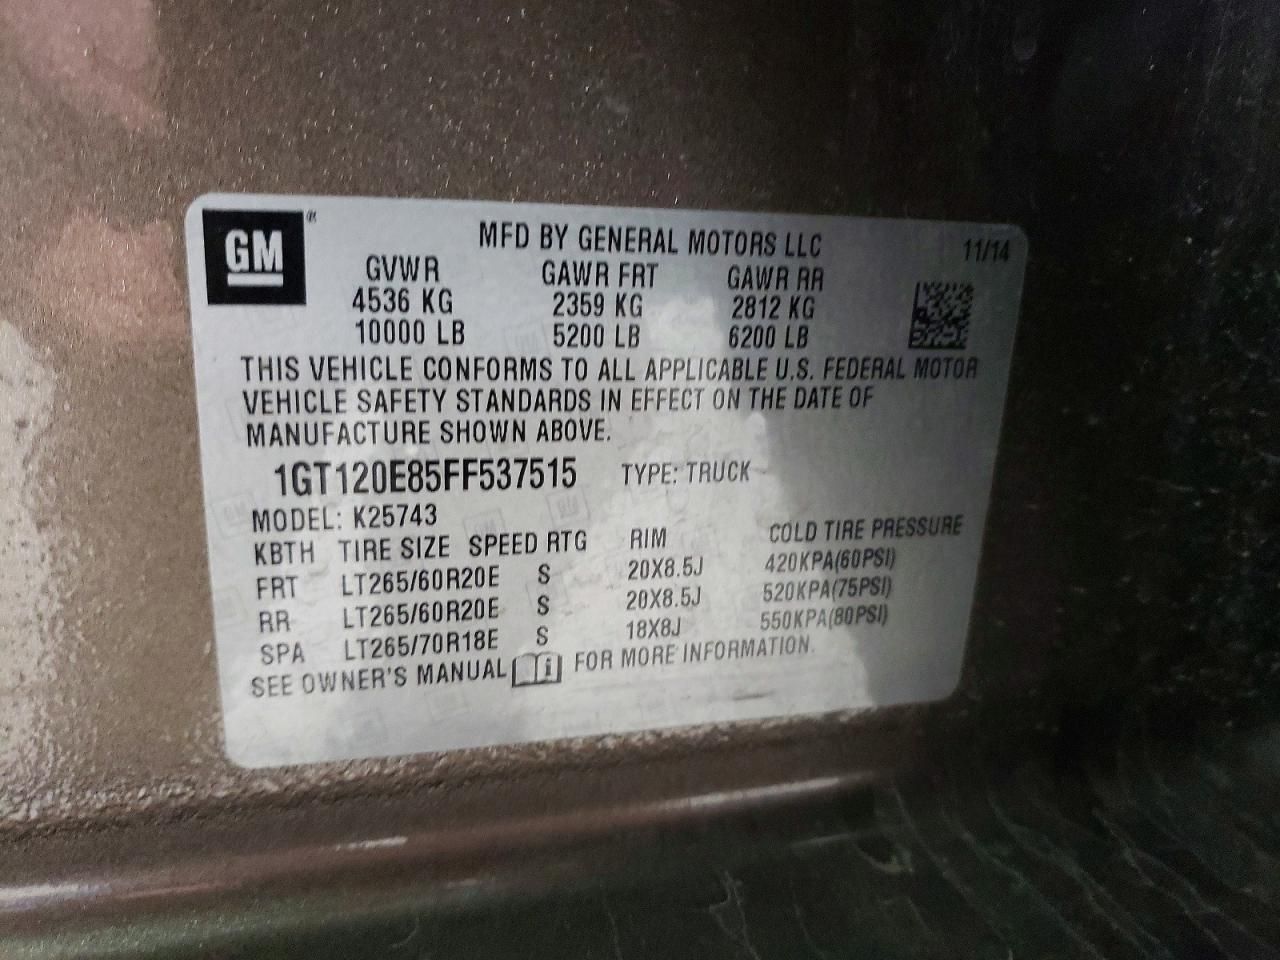 GM ® MFD BY GENERAL MOTORS LLC 11/14
GVWR GAWR FRT GAWR RR
4536 KG 2359 KG 2812 KG
10000 LB 5200 LB 6200 LB
THIS VEHICLE CONFORMS TO ALL APPLICABLE U.S. FEDERAL MOTOR
VEHICLE SAFETY STANDARDS IN EFFECT ON THE DATE OF
MANUFACTURE SHOWN ABOVE.
1GT120E85FF537515 TYPE: TRUCK
MODEL: K25743
KBTH TIRE SIZE SPEED RTG RIM COLD TIRE PRESSURE
FRT LT265/60R20E S 20X8.5J 420KPA(60PSI)
RR LT265/60R20E S 20X8.5J 520KPA(75PSI)
SPA LT265/70R18E S 18X8J 550KPA(80PSI)
SEE OWNER'S MANUAL i FOR MORE INFORMATION.